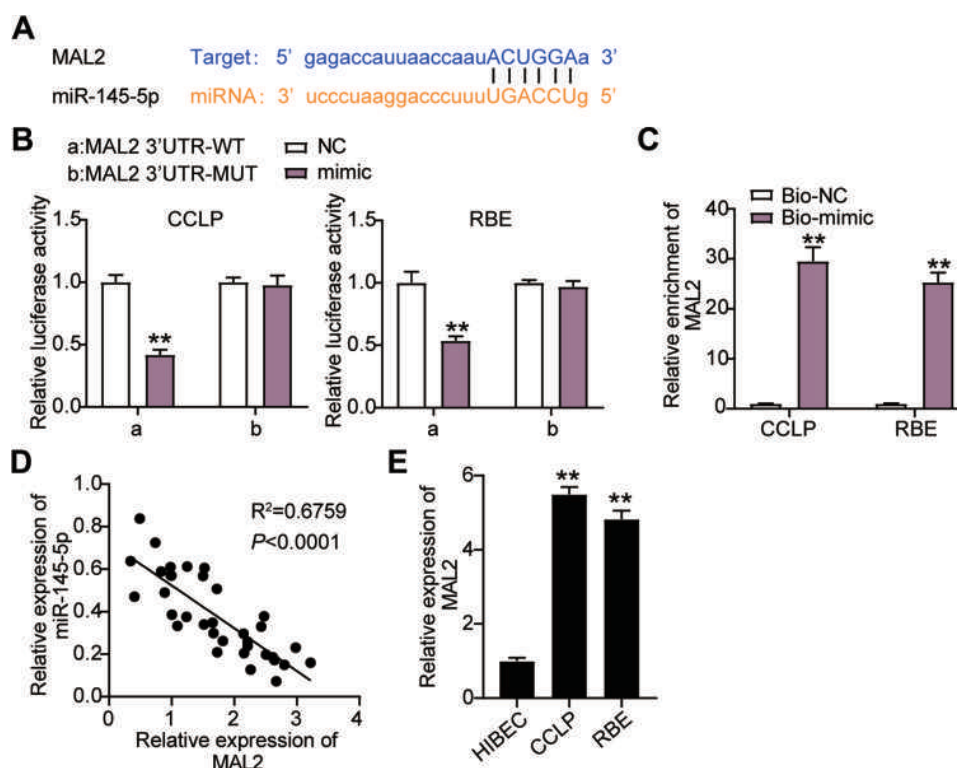 A
MAL2 Target: 5’ gagaccauuaaccaauACUGGAa 3’
miR-145-5p miRNA: 3’ ucccuaaggacccuuuUGACCUg 5’
B
a:MAL2 3’UTR-WT
b:MAL2 3’UTR-MUT
NC
mimic
Relative luciferase activity
CCLP
1.5
1.0
0.5
0.0
**
a b
Relative luciferase activity
RBE
1.5
1.0
0.5
0.0
**
a b
C
Bio-NC
Bio-mimic
Relative enrichment of
MAL2
40
30
20
10
0
** **
CCLP RBE
D
Relative expression of
miR-145-5p
1.0
0.8
0.6
0.4
0.2
0.0
R²=0.6759
P<0.0001
0 1 2 3 4
Relative expression of
MAL2
E
Relative expression of
MAL2
6
4
2
0
** **
HIBEC CCLP RBE